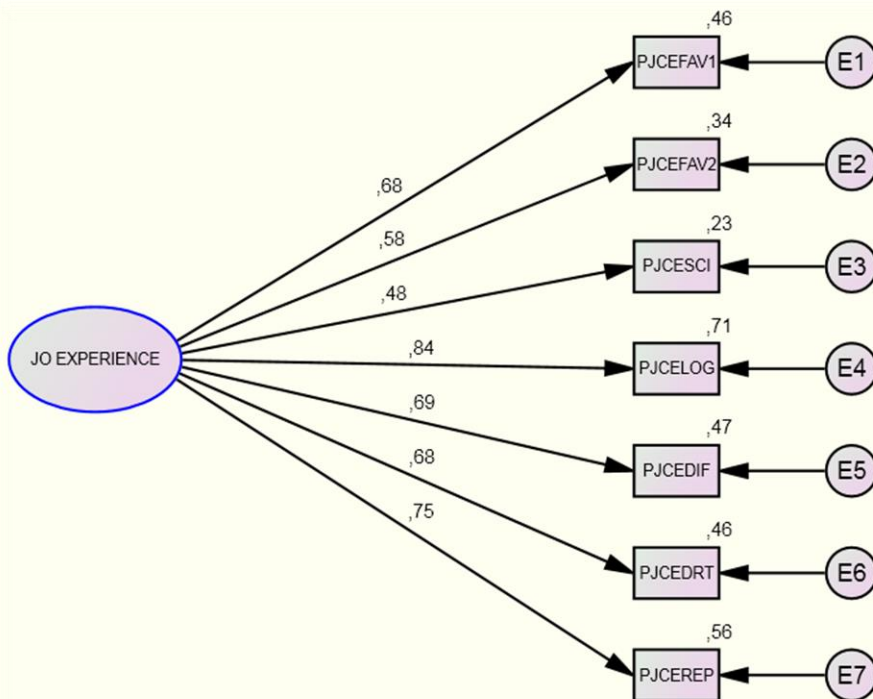 ,46
PJCEFAV1
E1
,34
PJCEFAV2
E2
,68
,58
,23
PJCESCI
E3
,48
,71
JO EXPERIENCE
,84
PJCELOG
E4
,69
,47
PJCEDIF
E5
,68
,75
,46
PJCEDRT
E6
,56
PJCEREP
E7